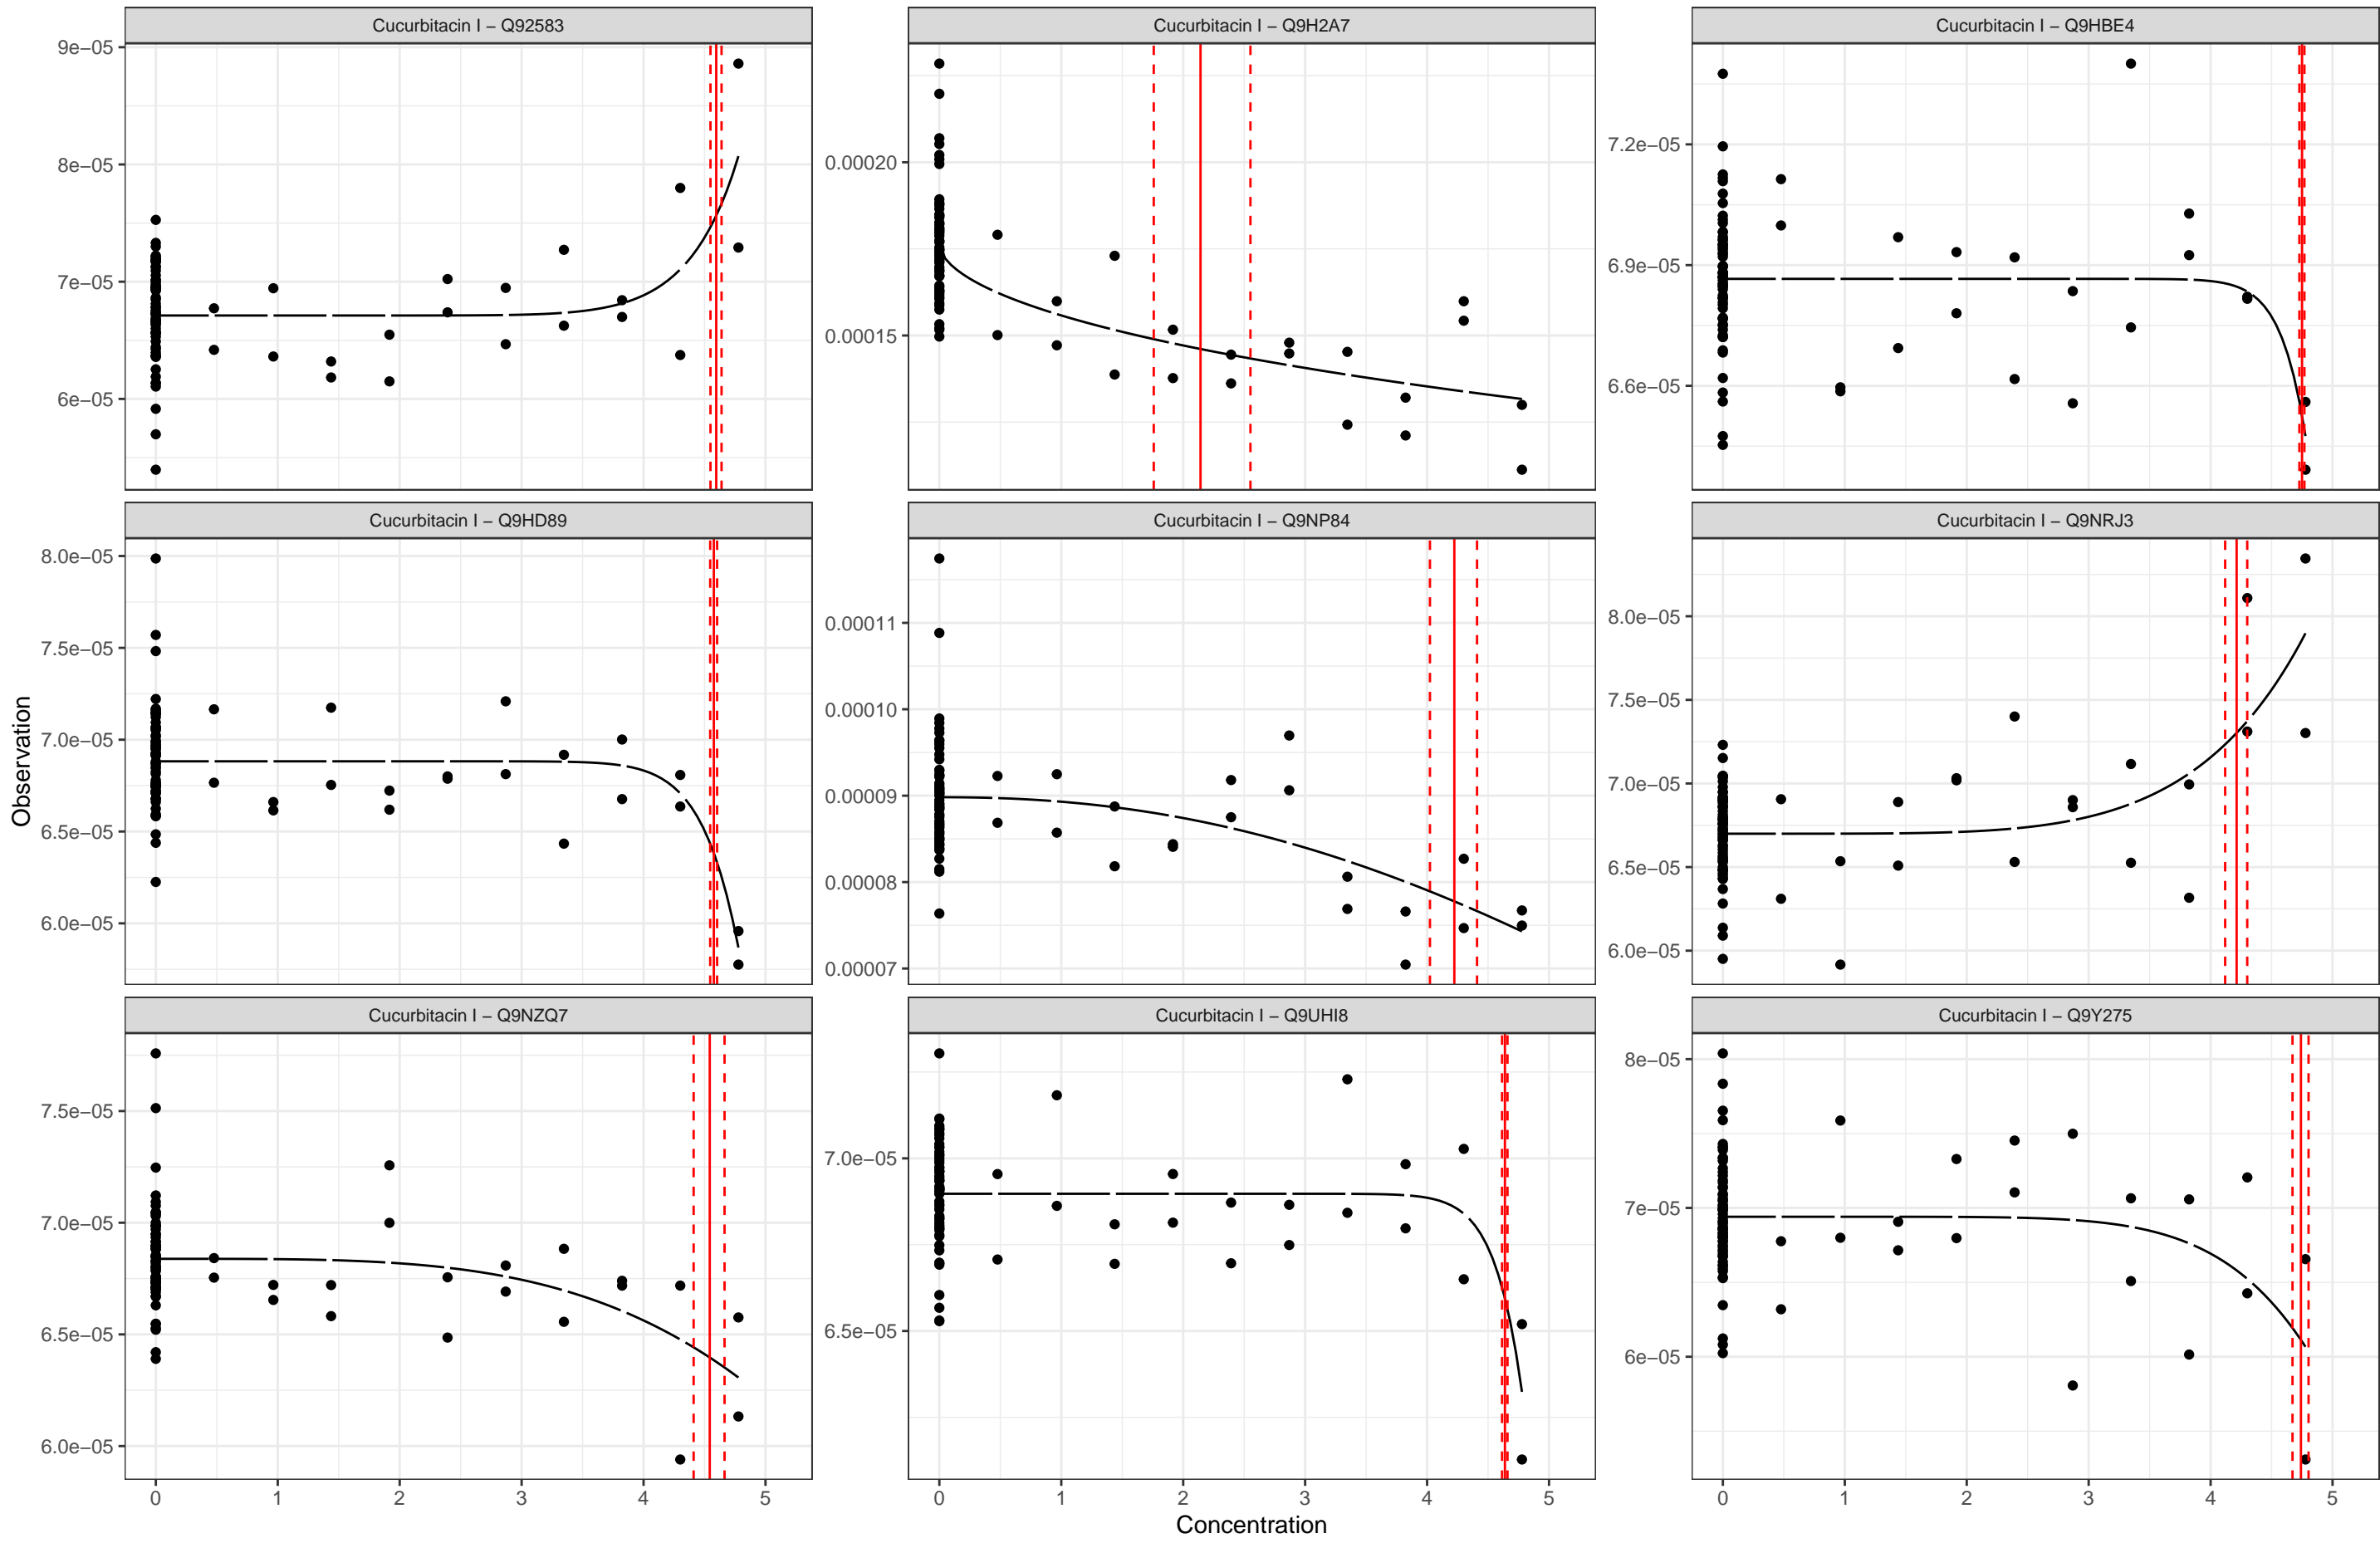 Cucurbitacin I − Q92583
Cucurbitacin I − Q9H2A7
Cucurbitacin I − Q9HBE4
9e−05
8e−05
7e−05
6e−05
0.00020
0.00015
7.2e−05
6.9e−05
6.6e−05
Cucurbitacin I − Q9HD89
Cucurbitacin I − Q9NP84
Cucurbitacin I − Q9NRJ3
8.0e−05
7.5e−05
7.0e−05
6.5e−05
6.0e−05
0.00011
0.00010
0.00009
0.00008
0.00007
8.0e−05
7.5e−05
7.0e−05
6.5e−05
6.0e−05
Observation
Cucurbitacin I − Q9NZQ7
Cucurbitacin I − Q9UHI8
Cucurbitacin I − Q9Y275
7.5e−05
7.0e−05
6.5e−05
6.0e−05
7.0e−05
6.5e−05
8e−05
7e−05
6e−05
0 1 2 3 4 5
0 1 2 3 4 5
0 1 2 3 4 5
Concentration